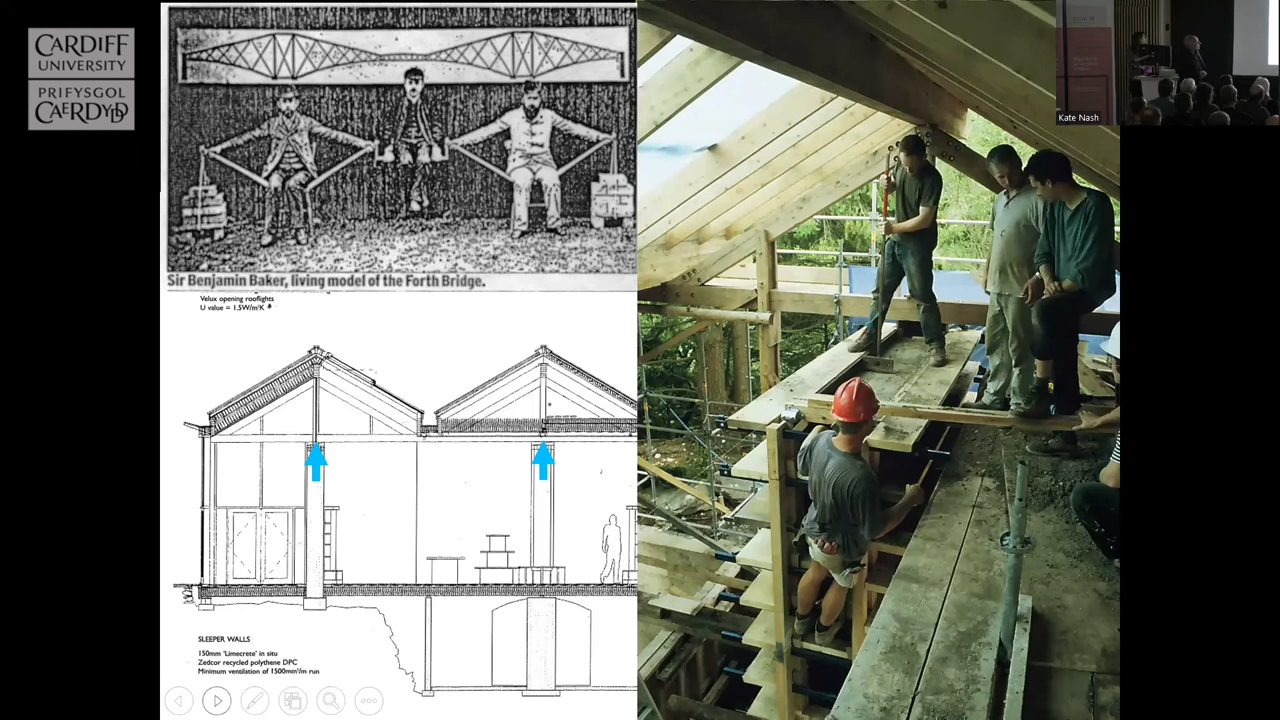 CARDIFF
UNIVERSITY
PRIFYSGOL
CAERDYDD
Sir Benjamin Baker, living model of the Forth Bridge.
Velux opening rooflights
U value = 1.5W/m²K
SLEEPER WALLS
150mm 'Limecrete' in situ
Zedcor recycled polythene DPC
Minimum ventilation of 1500mm²/m run
Kate Nash